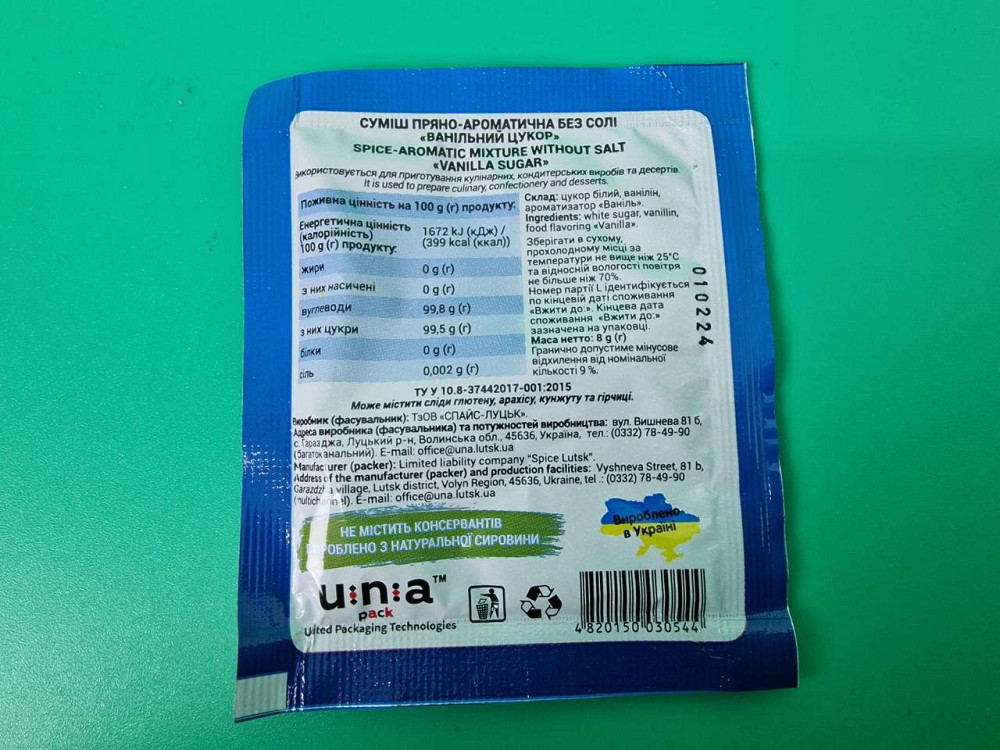 СУМІШ ПРЯНО-АРОМАТИЧНА БЕЗ СОЛІ
«ВАНІЛЬНИЙ ЦУКОР»
SPICE-AROMATIC MIXTURE WITHOUT SALT
«VANILLA SUGAR»
Використовується для приготування кулінарних, кондитерських виробів та десертів.
It is used to prepare culinary, confectionery and desserts.
Поживна цінність на 100 g (г) продукту:
Енергетична цінність
(калорійність)
100 g (г) продукту:
1672 kJ (кДж) /
(399 kcal (ккал))
жири 0 g (г)
з них насичені 0 g (г)
вуглеводи 99,8 g (г)
з них цукри 99,5 g (г)
білки 0 g (г)
сіль 0,002 g (г)
Склад: цукор білий, ванілін,
ароматизатор «Ваніль».
Ingredients: white sugar, vanillin,
food flavoring «Vanilla».
Зберігати в сухому,
прохолодному місці за
температури не вище ніж 25°C
та відносній вологості повітря
не більше ніж 70%.
Номер партії L ідентифікується
по кінцевій даті споживання
«Вжити до:». Кінцева дата
споживання «Вжити до:»
зазначена на упаковці.
Маса нетто: 8 g (г)
Гранично допустиме мінусове
відхилення від номінальної
кількості 9 %.
010224
ТУ У 10.8-37442017-001:2015
Може містити сліди глютену, арахісу, кунжуту та гірчиці.
Виробник (фасувальник): ТзОВ «СПАЙС-ЛУЦЬК».
Адреса виробника (фасувальника) та потужностей виробництва: вул. Вишнева 81 б,
с. Гаразджа, Луцький р-н, Волинська обл., 45636, Україна, тел.: (0332) 78-49-90
(багатоканальний). E-mail: office@una.lutsk.ua
Manufacturer (packer): Limited liability company "Spice Lutsk".
Address of the manufacturer (packer) and production facilities: Vyshneva Street, 81 b,
Garazdzha village, Lutsk district, Volyn Region, 45636, Ukraine, tel .: (0332) 78-49-90
(multichannel). E-mail: office@una.lutsk.ua
НЕ МІСТИТЬ КОНСЕРВАНТІВ
ВИРОБЛЕНО З НАТУРАЛЬНОЇ СИРОВИНИ
Вироблено
в Україні
u:n:a™
pack
United Packaging Technologies
4 820150 030544